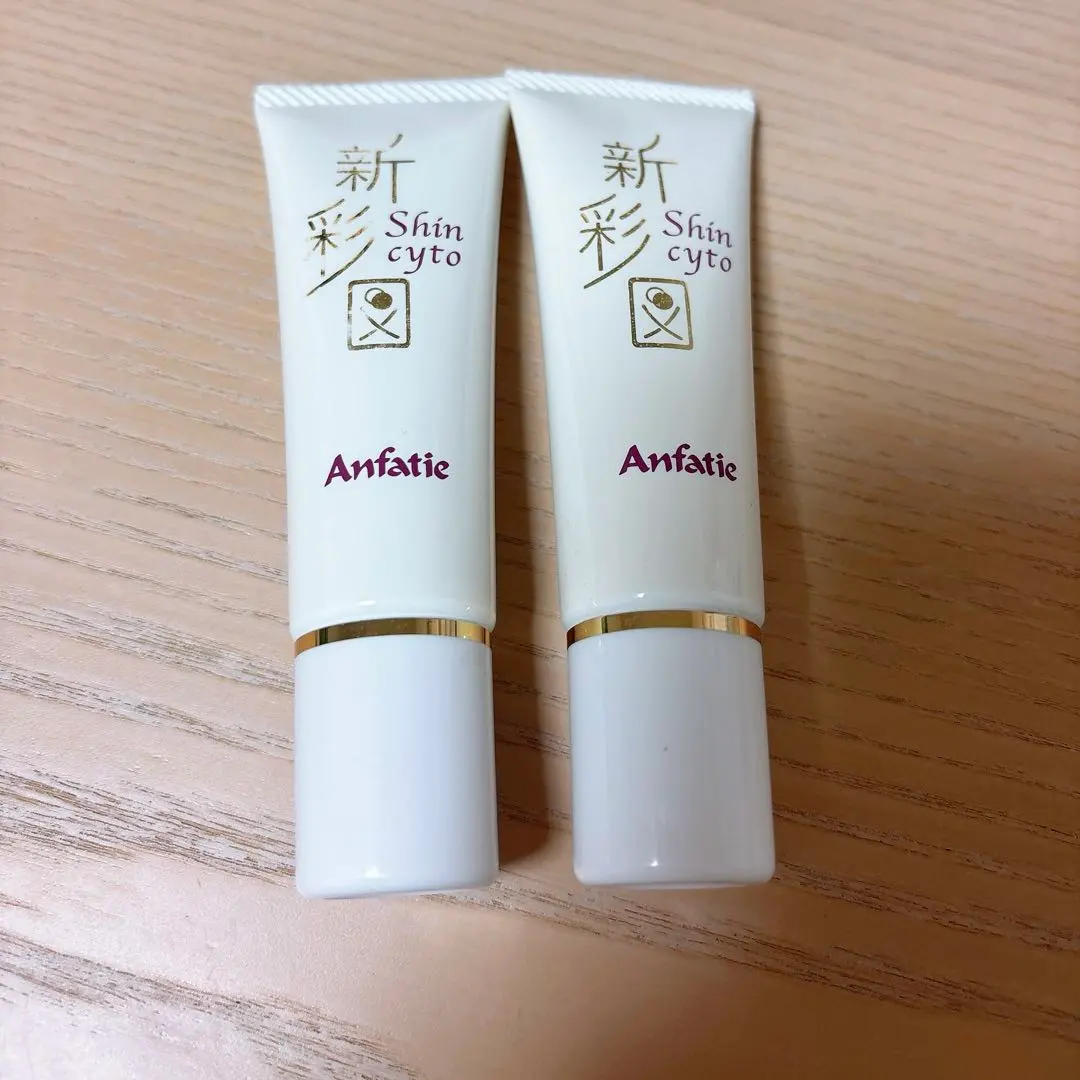 新
彩
Shin
cyto
図
Anfatie
新
彩
Shin
cyto
図
Anfatie